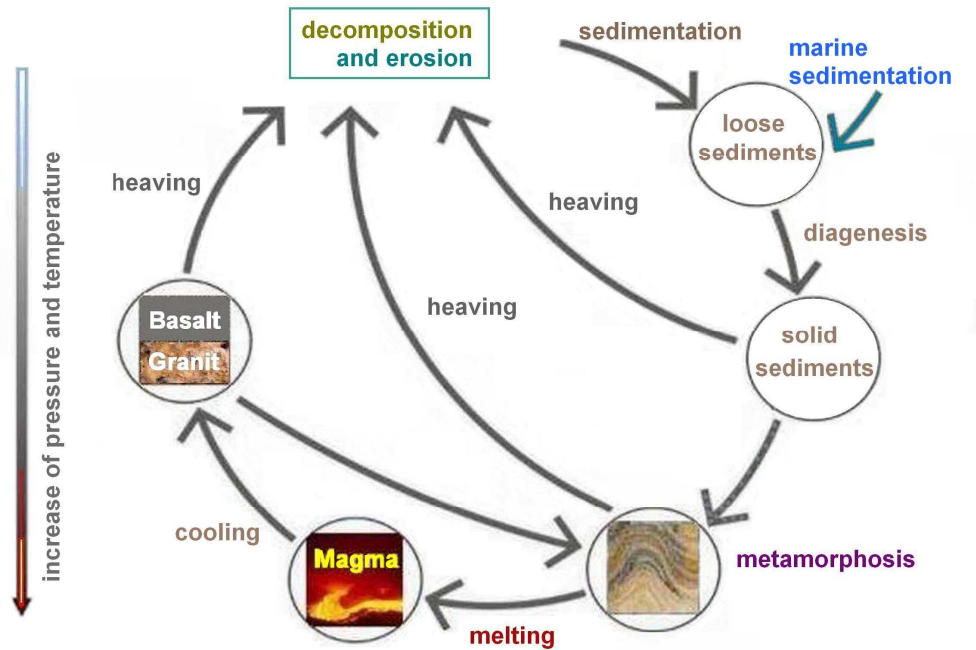 decomposition
and erosion
sedimentation
marine
sedimentation
loose
sediments
diagenesis
solid
sediments
heaving
heaving
heaving
Basalt
Granit
cooling
Magma
melting
metamorphosis
increase of pressure and temperature